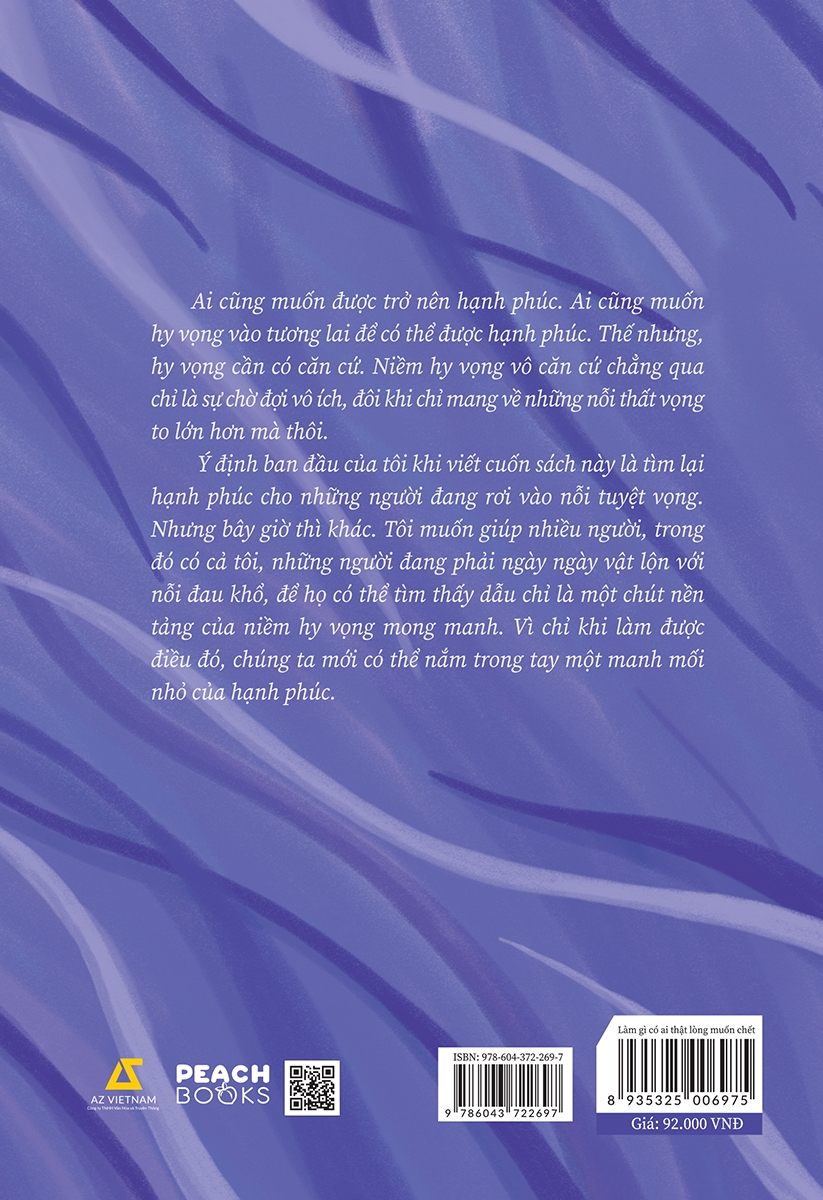 Ai cũng muốn được trở nên hạnh phúc. Ai cũng muốn
hy vọng vào tương lai để có thể được hạnh phúc. Thế nhưng,
hy vọng cần có căn cứ. Niềm hy vọng vô căn cứ chẳng qua
chỉ là sự chờ đợi vô ích, đôi khi chỉ mang về những nỗi thất vọng
to lớn hơn mà thôi.
Ý định ban đầu của tôi khi viết cuốn sách này là tìm lại
hạnh phúc cho những người đang rơi vào nỗi tuyệt vọng.
Nhưng bây giờ thì khác. Tôi muốn giúp nhiều người, trong
đó có cả tôi, những người đang phải ngày ngày vật lộn với
nỗi đau khổ, để họ có thể tìm thấy dẫu chỉ là một chút nền
tảng của niềm hy vọng mong manh. Vì chỉ khi làm được
điều đó, chúng ta mới có thể nắm trong tay một manh mối
nhỏ của hạnh phúc.
AZ VIETNAM
Công ty TNHH Văn hóa và Truyền Thông
PEACH
BOOKS
ISBN: 978-604-372-269-7
9 786043 722697
Làm gì có ai thật lòng muốn chết
8 935325 006975
Giá: 92.000 VNĐ